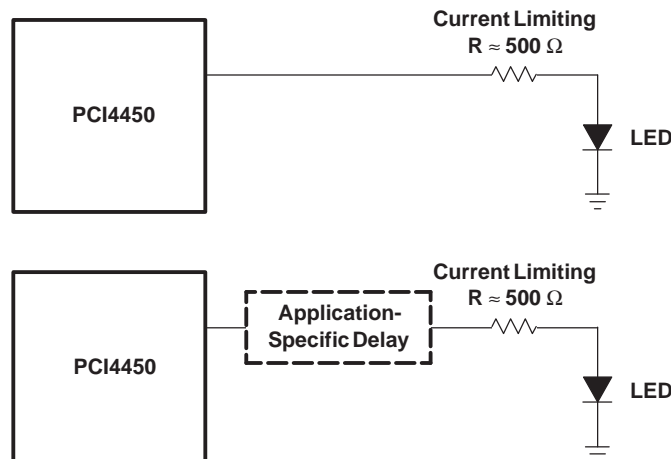 Current Limiting
R ≈ 500 Ω
PCI4450
LED
Current Limiting
R ≈ 500 Ω
Application-
Specific Delay
PCI4450
LED